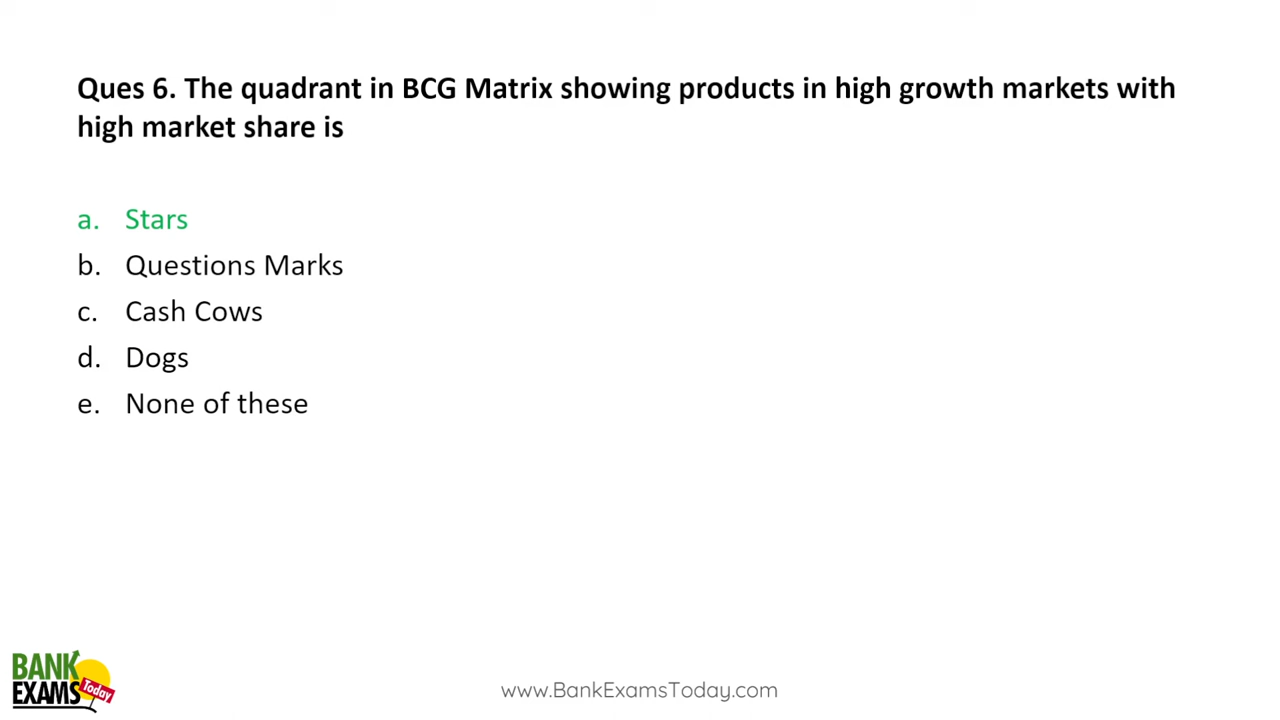 Ques 6. The quadrant in BCG Matrix showing products in high growth markets with
high market share is
a. Stars
b. Questions Marks
c. Cash Cows
d. Dogs
e. None of these
BANK
EXAMS
Today
www.BankExamsToday.com